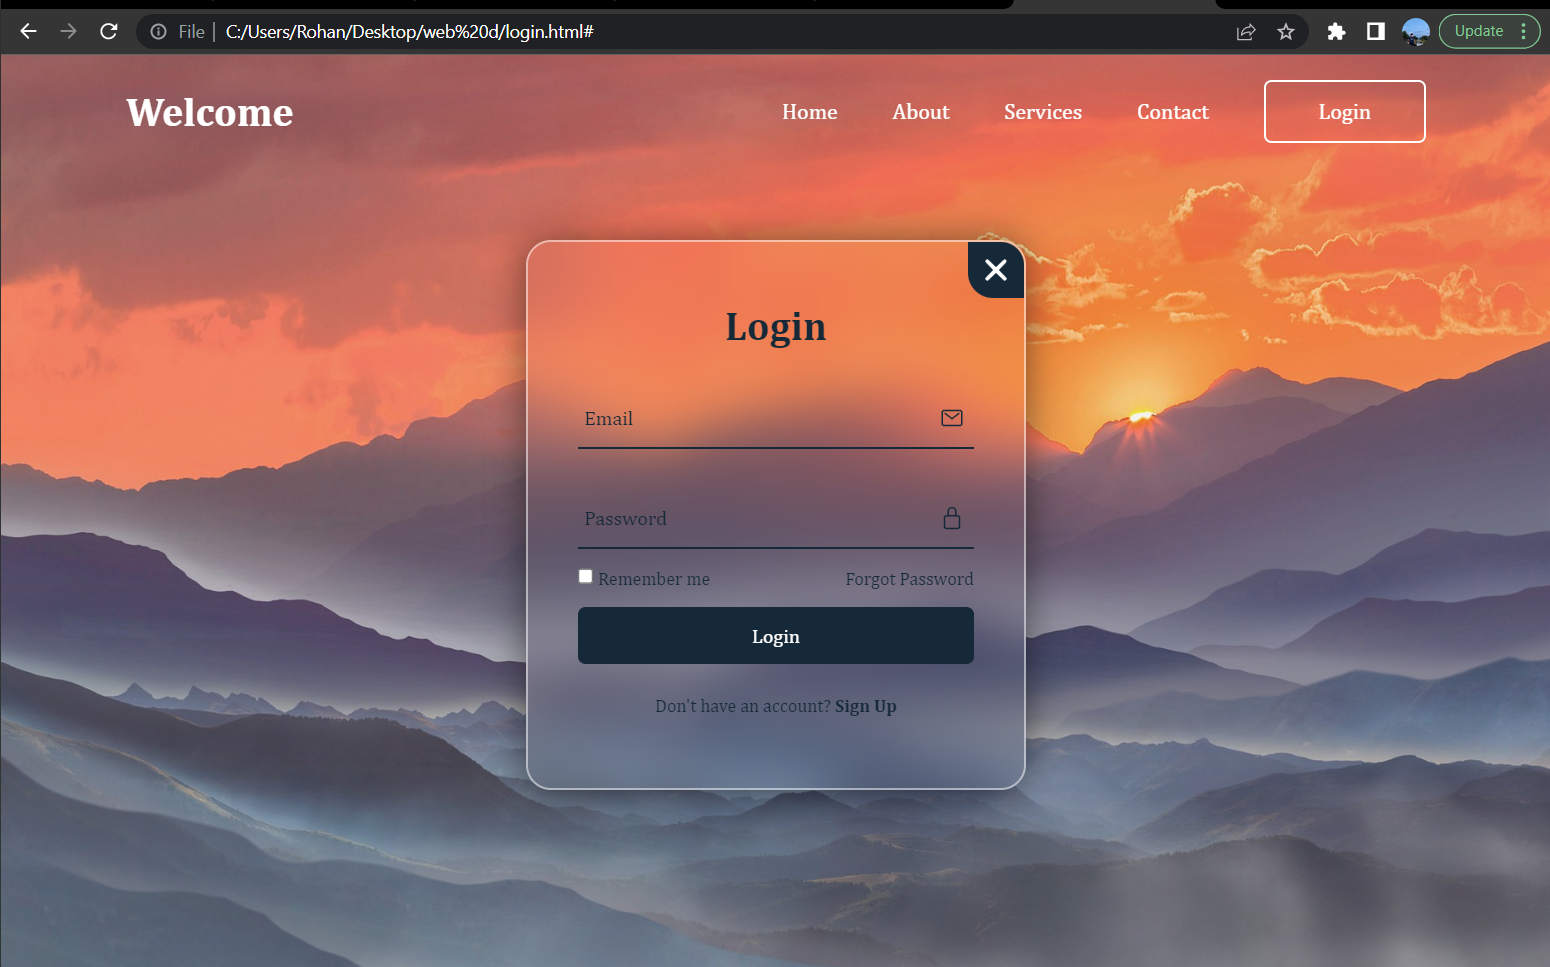 File | C:/Users/Rohan/Desktop/web%20d/login.html#
Update
Welcome
Home About Services Contact Login
Login
Email
Password
Remember me Forgot Password
Login
Don't have an account? Sign Up